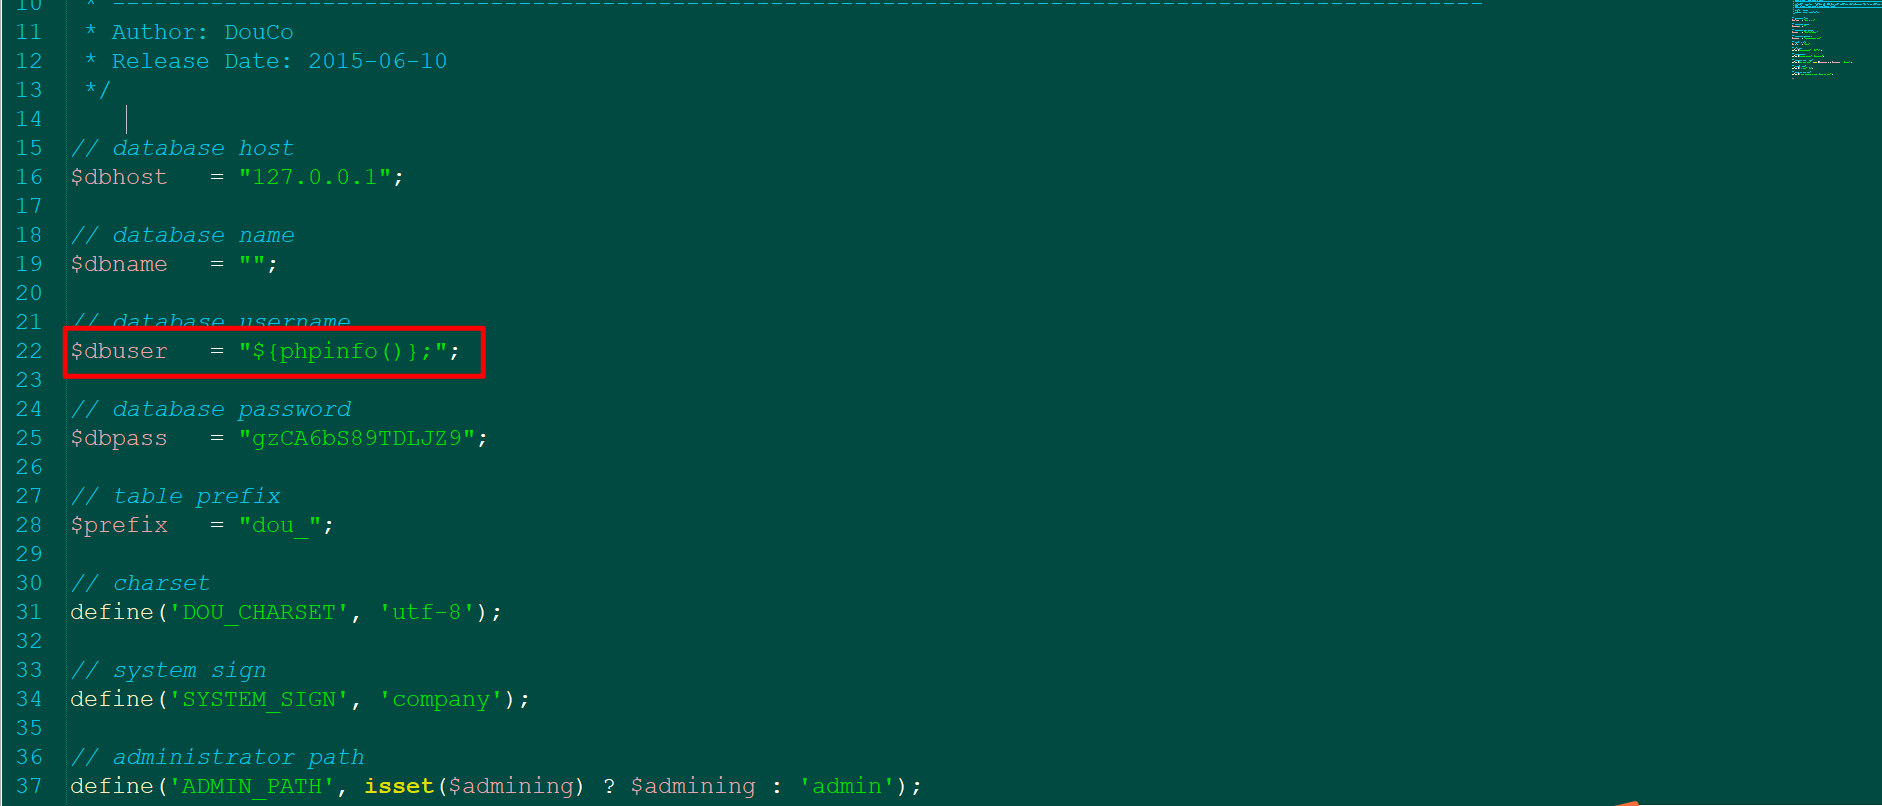 10 * --------------------------------------------------------------------------------------------------
11 * Author: DouCo
12 * Release Date: 2015-06-10
13 */
14
15 // database host
16 $dbhost   = "127.0.0.1";
17
18 // database name
19 $dbname   = "";
20
21 // database username
22 $dbuser   = "${phpinfo()};";
23
24 // database password
25 $dbpass   = "gzCA6bS89TDLJZ9";
26
27 // table prefix
28 $prefix   = "dou_";
29
30 // charset
31 define('DOU_CHARSET', 'utf-8');
32
33 // system sign
34 define('SYSTEM_SIGN', 'company');
35
36 // administrator path
37 define('ADMIN_PATH', isset($admining) ? $admining : 'admin');